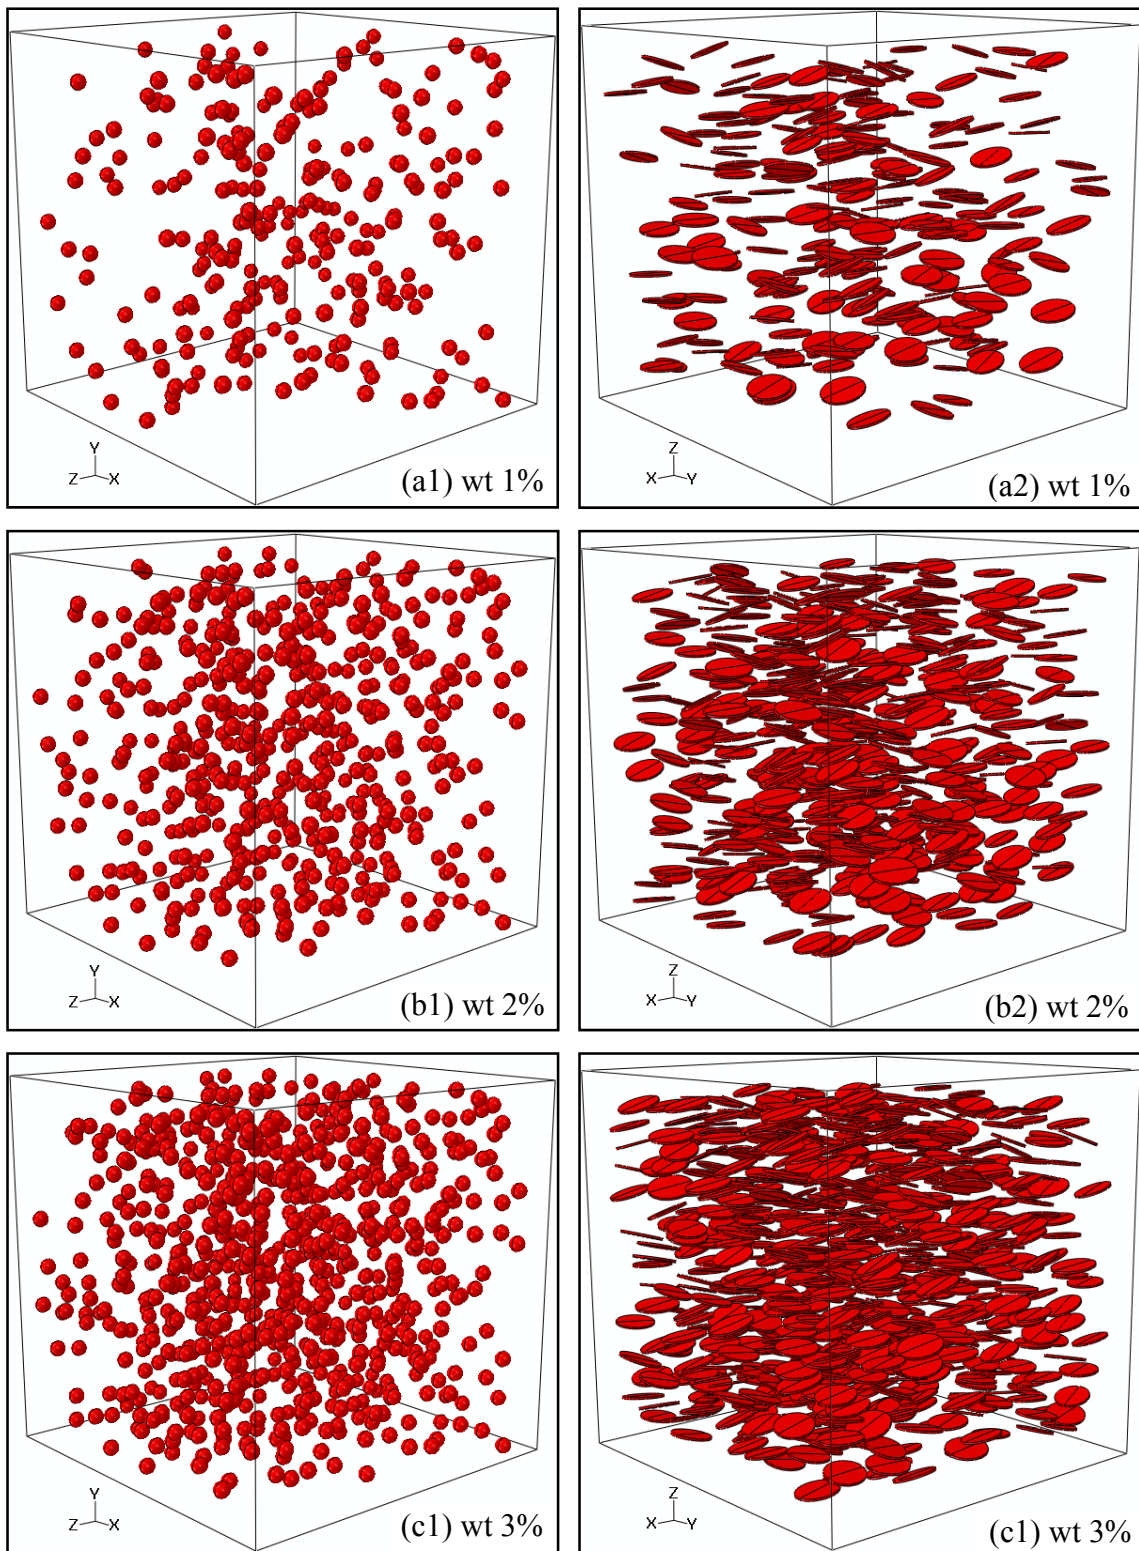 Y
Z X
(a1) wt 1%
Z
X Y
(a2) wt 1%
Y
Z X
(b1) wt 2%
Z
X Y
(b2) wt 2%
Y
Z X
(c1) wt 3%
Z
X Y
(c1) wt 3%